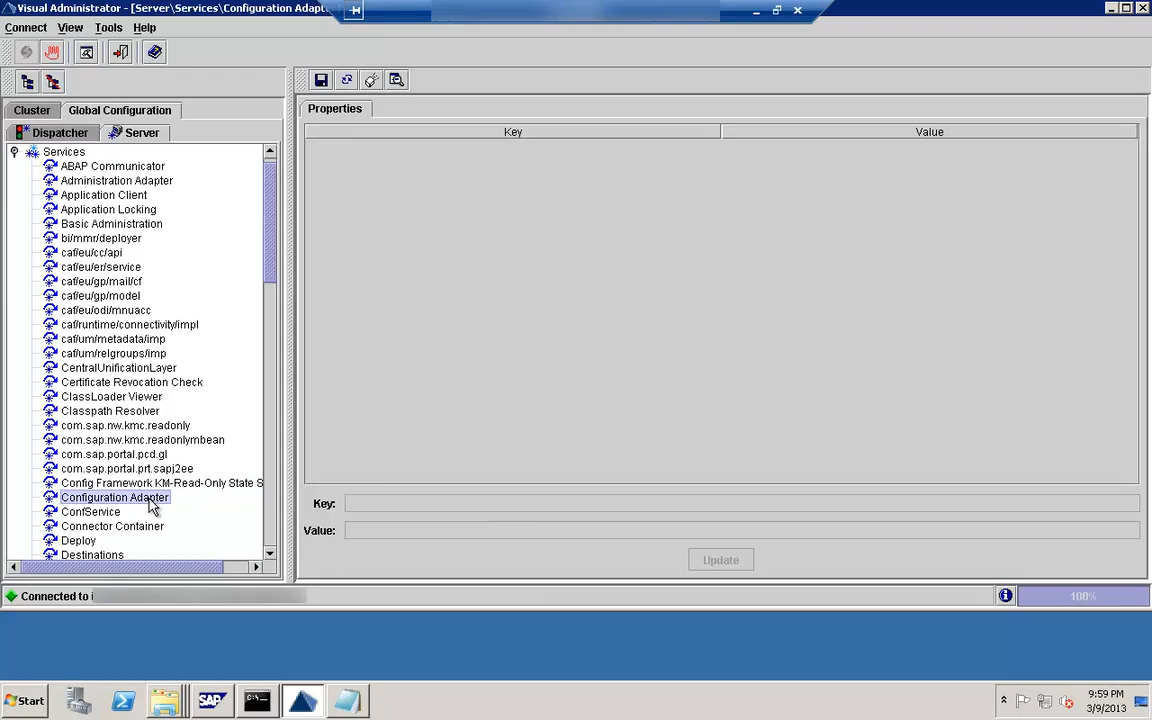 Visual Administrator - [Server\Services\Configuration Adapt
Connect View Tools Help
Cluster Global Configuration
Dispatcher Server
Services
ABAP Communicator
Administration Adapter
Application Client
Application Locking
Basic Administration
bi/mmr/deployer
caf/eu/cc/api
caf/eu/er/service
caf/eu/gp/mail/cf
caf/eu/gp/model
caf/eu/odi/mnuacc
caf/runtime/connectivity/impl
caf/um/metadata/imp
caf/um/relgroups/imp
CentralUnificationLayer
Certificate Revocation Check
ClassLoader Viewer
Classpath Resolver
com.sap.nw.kmc.readonly
com.sap.nw.kmc.readonlymbean
com.sap.portal.pcd.gl
com.sap.portal.prt.sapj2ee
Config Framework KM-Read-Only State S
Configuration Adapter
ConfService
Connector Container
Deploy
Destinations
Properties
Key Value
Key:
Value:
Update
Connected to i
100%
Start
SAP
9:59 PM
3/9/2013